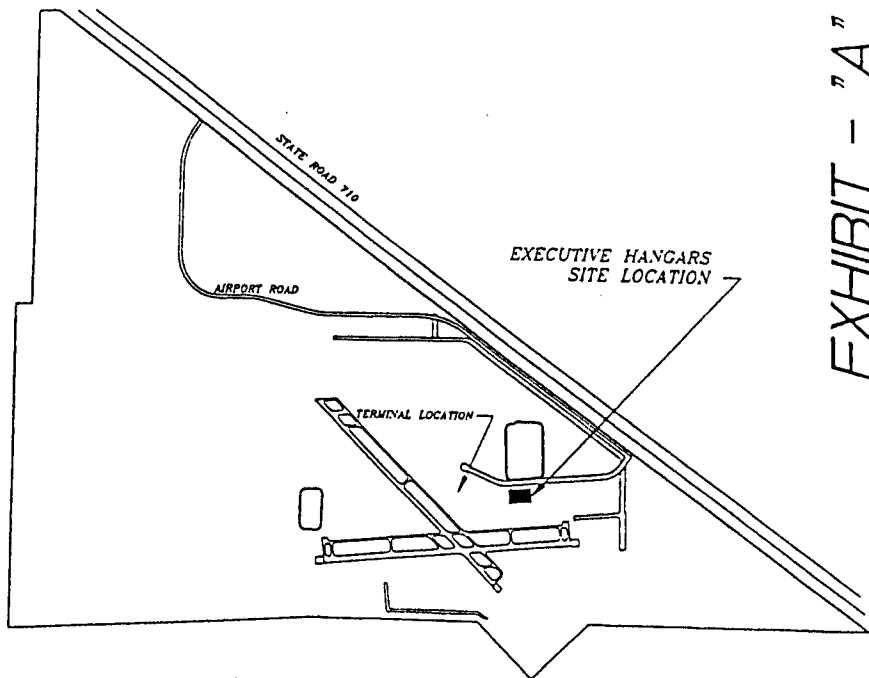 STATE ROAD 710
EXECUTIVE HANGARS
SITE LOCATION
AIRPORT ROAD
TERMINAL LOCATION
EXHIBIT - "A"